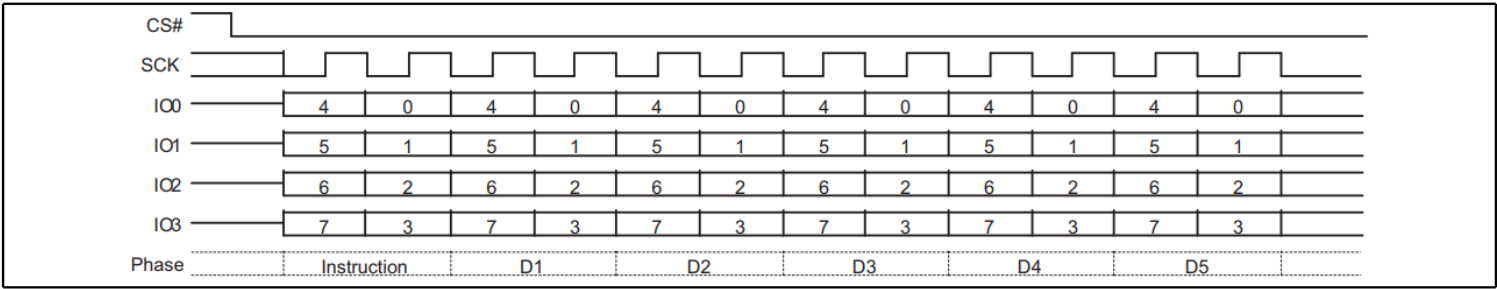 CS#
SCK
IO0 4 0 4 0 4 0 4 0 4 0 4 0
IO1 5 1 5 1 5 1 5 1 5 1 5 1
IO2 6 2 6 2 6 2 6 2 6 2 6 2
IO3 7 3 7 3 7 3 7 3 7 3 7 3
Phase Instruction D1 D2 D3 D4 D5